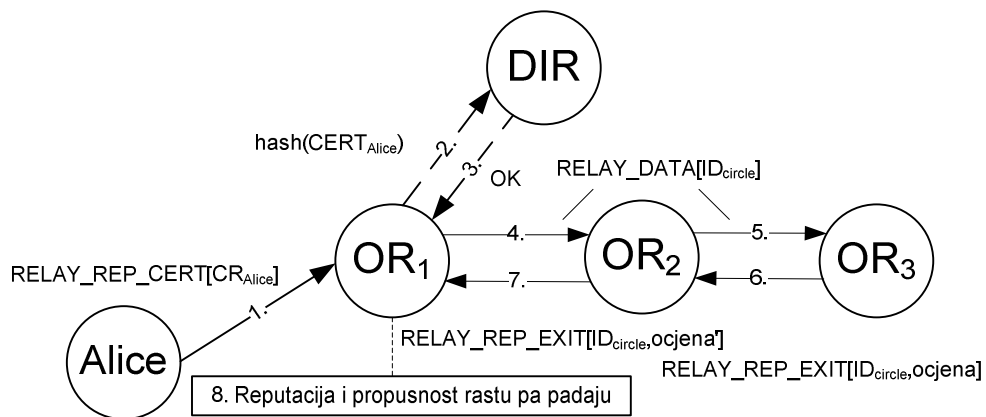 DIR
hash(CERTAlice)
2.
3.
OK
RELAY_DATA[IDcircle]
OR1
4.
OR2
5.
OR3
7.
6.
RELAY_REP_CERT[CRAlice]
1.
Alice
RELAY_REP_EXIT[IDcircle,ocjena']
RELAY_REP_EXIT[IDcircle,ocjena]
8. Reputacija i propusnost rastu pa padaju